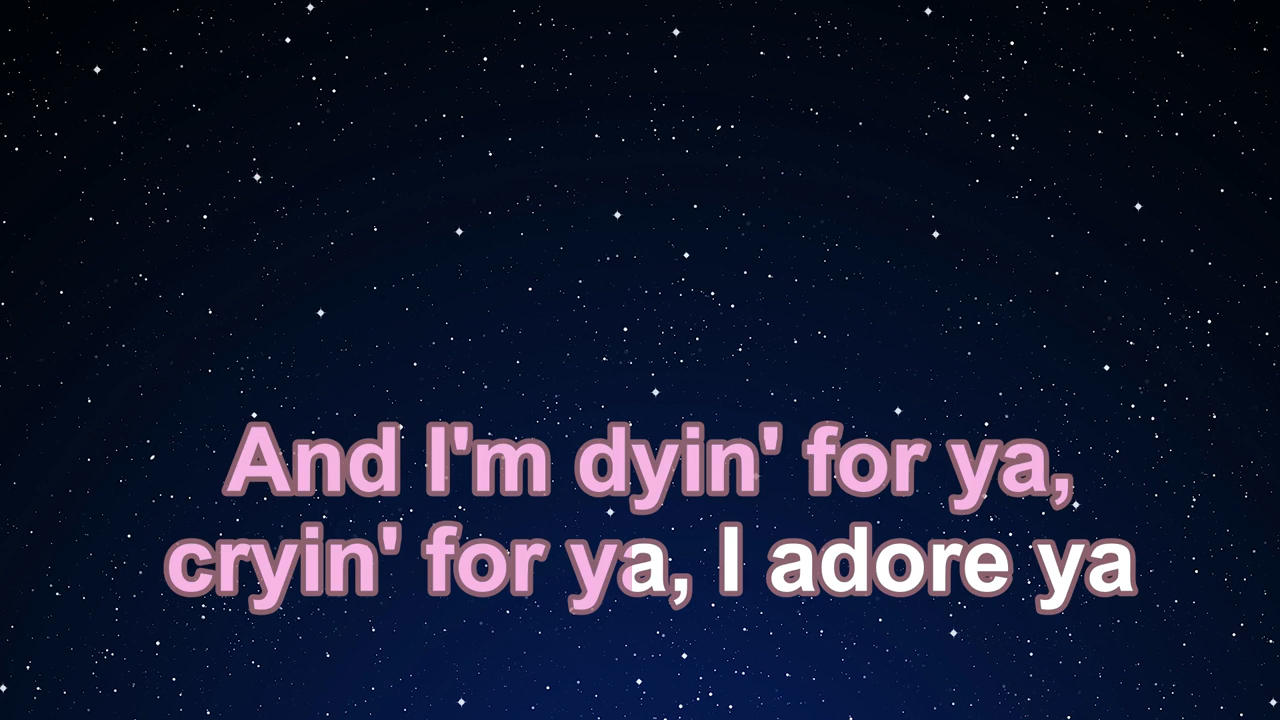 And I'm dyin' for ya,
cryin' for ya, I adore ya